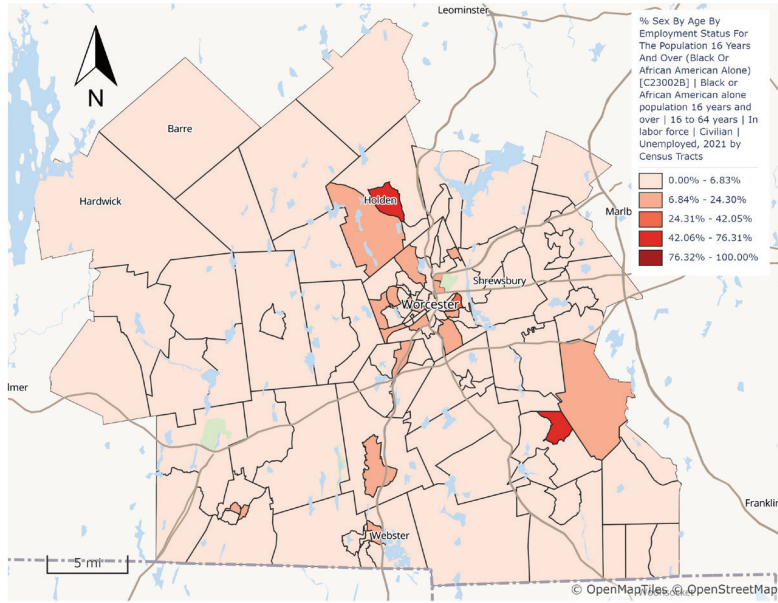 Leominster
% Sex By Age By
Employment Status For
The Population 16 Years
And Over (Black Or
African American Alone)
[C23002B] | Black or
African American alone
population 16 years and
over | 16 to 64 years | In
labor force | Civilian |
Unemployed, 2021 by
Census Tracts
0.00% - 6.83%
6.84% - 24.30%
24.31% - 42.05%
42.06% - 76.31%
76.32% - 100.00%
N
Barre
Hardwick
Holden
Marlb
Shrewsbury
Worcester
lmer
Franklin
Webster
5 mi
© OpenMapTiles © OpenStreetMap